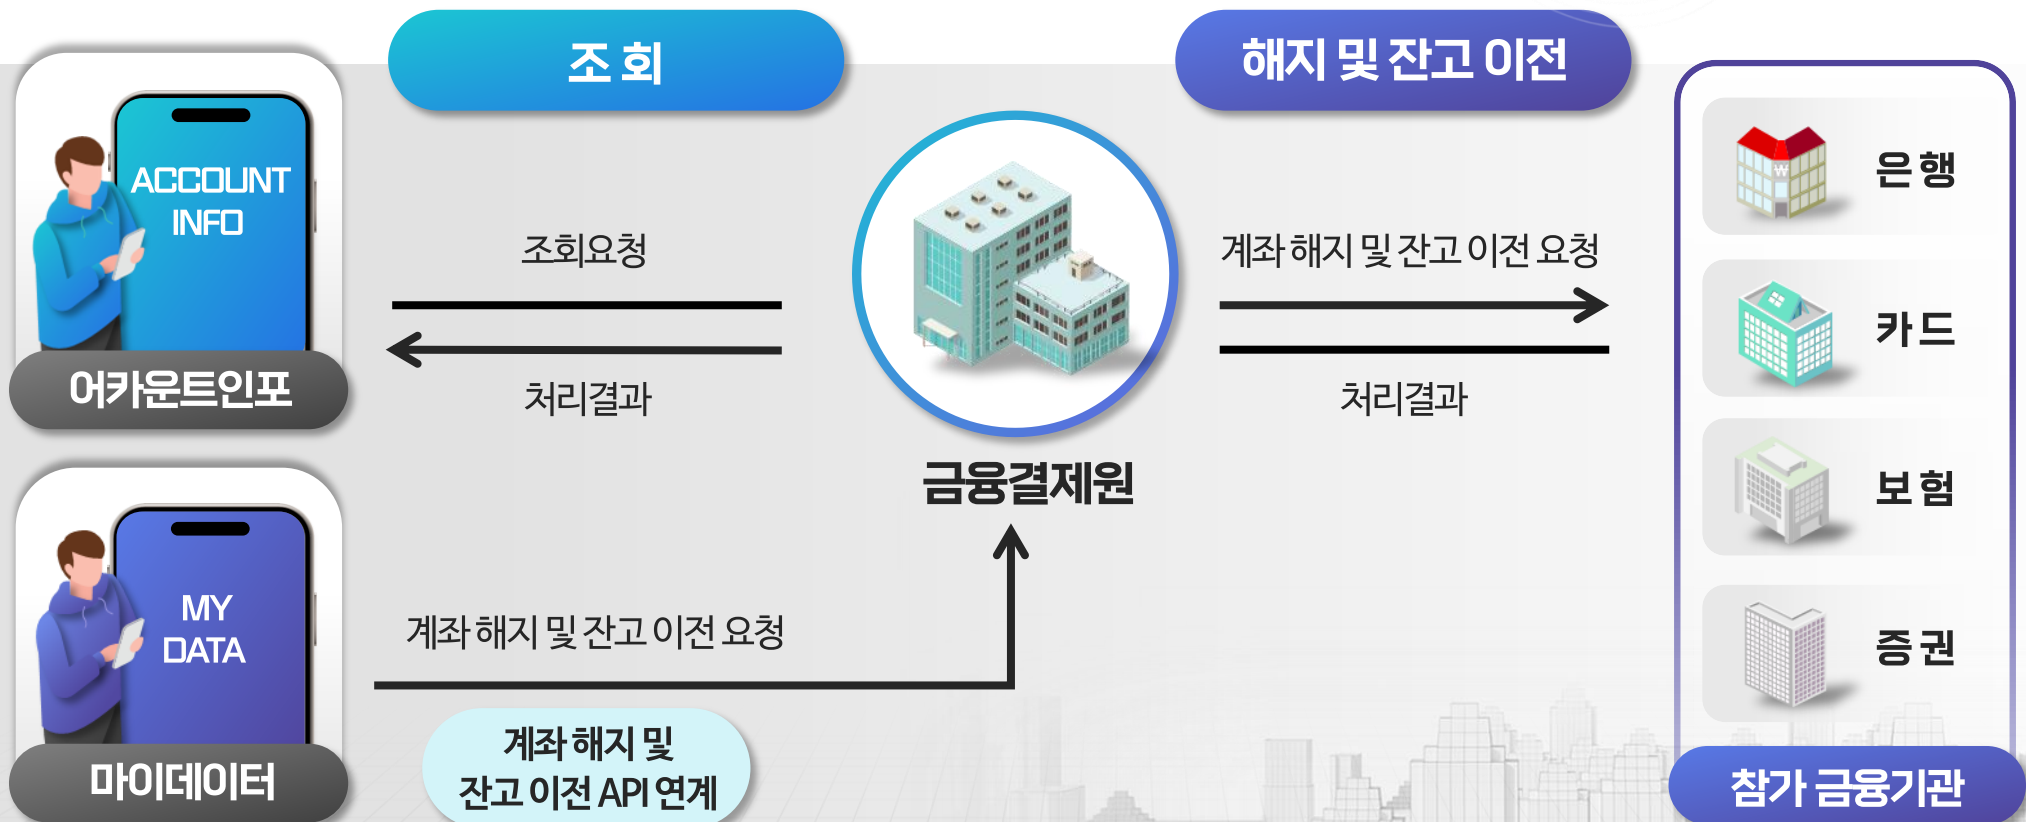 조 회
해지 및 잔고 이전
ACCOUNT
INFO
어카운트인포
조회요청
처리결과
금융결제원
계좌 해지 및 잔고 이전 요청
처리결과
은 행
카 드
보 험
증 권
참가 금융기관
MY
DATA
마이데이터
계좌 해지 및 잔고 이전 요청
계좌 해지 및
잔고 이전 API 연계